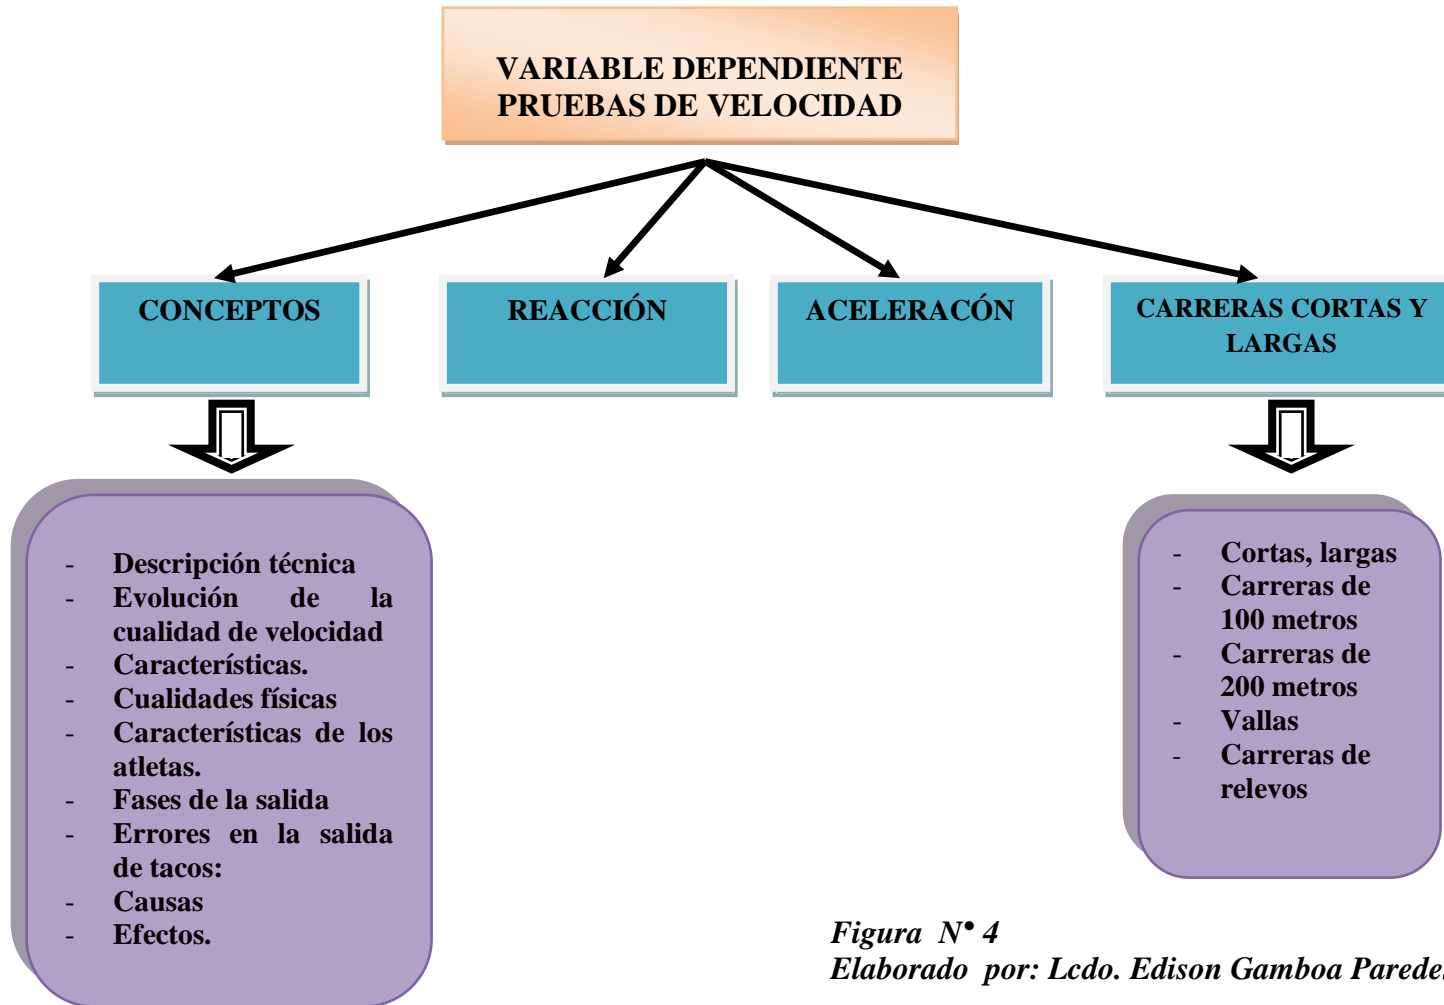 VARIABLE DEPENDIENTE
PRUEBAS DE VELOCIDAD
CONCEPTOS
REACCIÓN
ACELERACÓN
CARRERAS CORTAS Y
LARGAS
- Descripción técnica
- Evolución de la
cualidad de velocidad
- Características.
- Cualidades físicas
- Características de los
atletas.
- Fases de la salida
- Errores en la salida
de tacos:
- Causas
- Efectos.
- Cortas, largas
- Carreras de
100 metros
- Carreras de
200 metros
- Vallas
- Carreras de
relevos
Figura N° 4
Elaborado por: Lcdo. Edison Gamboa Paredes